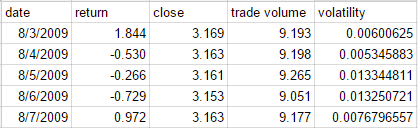 date return close trade volume volatility
8/3/2009 1.844 3.169 9.193 0.00600625
8/4/2009 -0.530 3.163 9.198 0.005345883
8/5/2009 -0.266 3.161 9.265 0.013344811
8/6/2009 -0.729 3.153 9.051 0.013250721
8/7/2009 0.972 3.163 9.177 0.0076796557